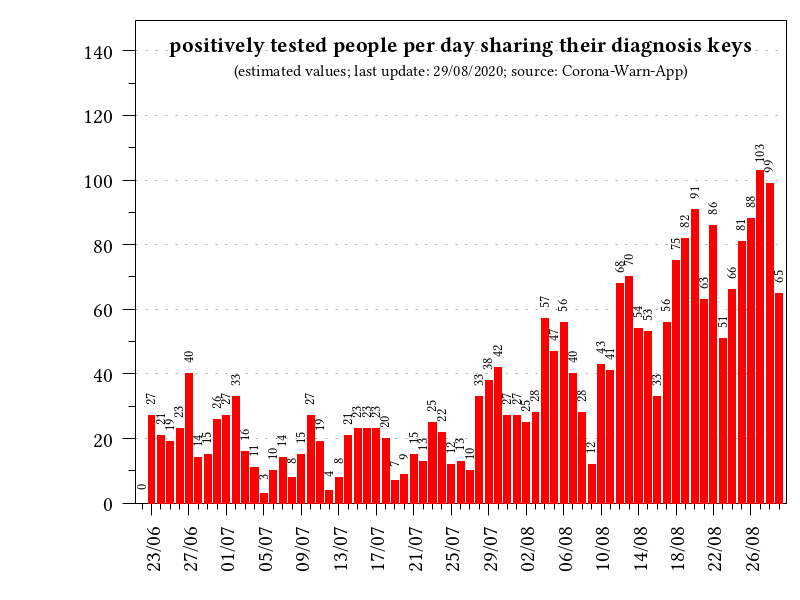 positively tested people per day sharing their diagnosis keys
(estimated values; last update: 29/08/2020; source: Corona-Warn-App)
140
120
100
80
60
40
20
0
0 27 21 19 23 40 14 15 26 27 33 16 11 3 10 14 8 15 27 19 4 8 21 23 23 23 20 7 9 15 13 25 22 12 13 10 33 38 42 27 27 25 28 57 47 56 40 28 12 43 41 68 70 54 53 33 56 75 82 91 63 86 51 66 81 88 103 99 65
23/06 27/06 01/07 05/07 09/07 13/07 17/07 21/07 25/07 29/07 02/08 06/08 10/08 14/08 18/08 22/08 26/08